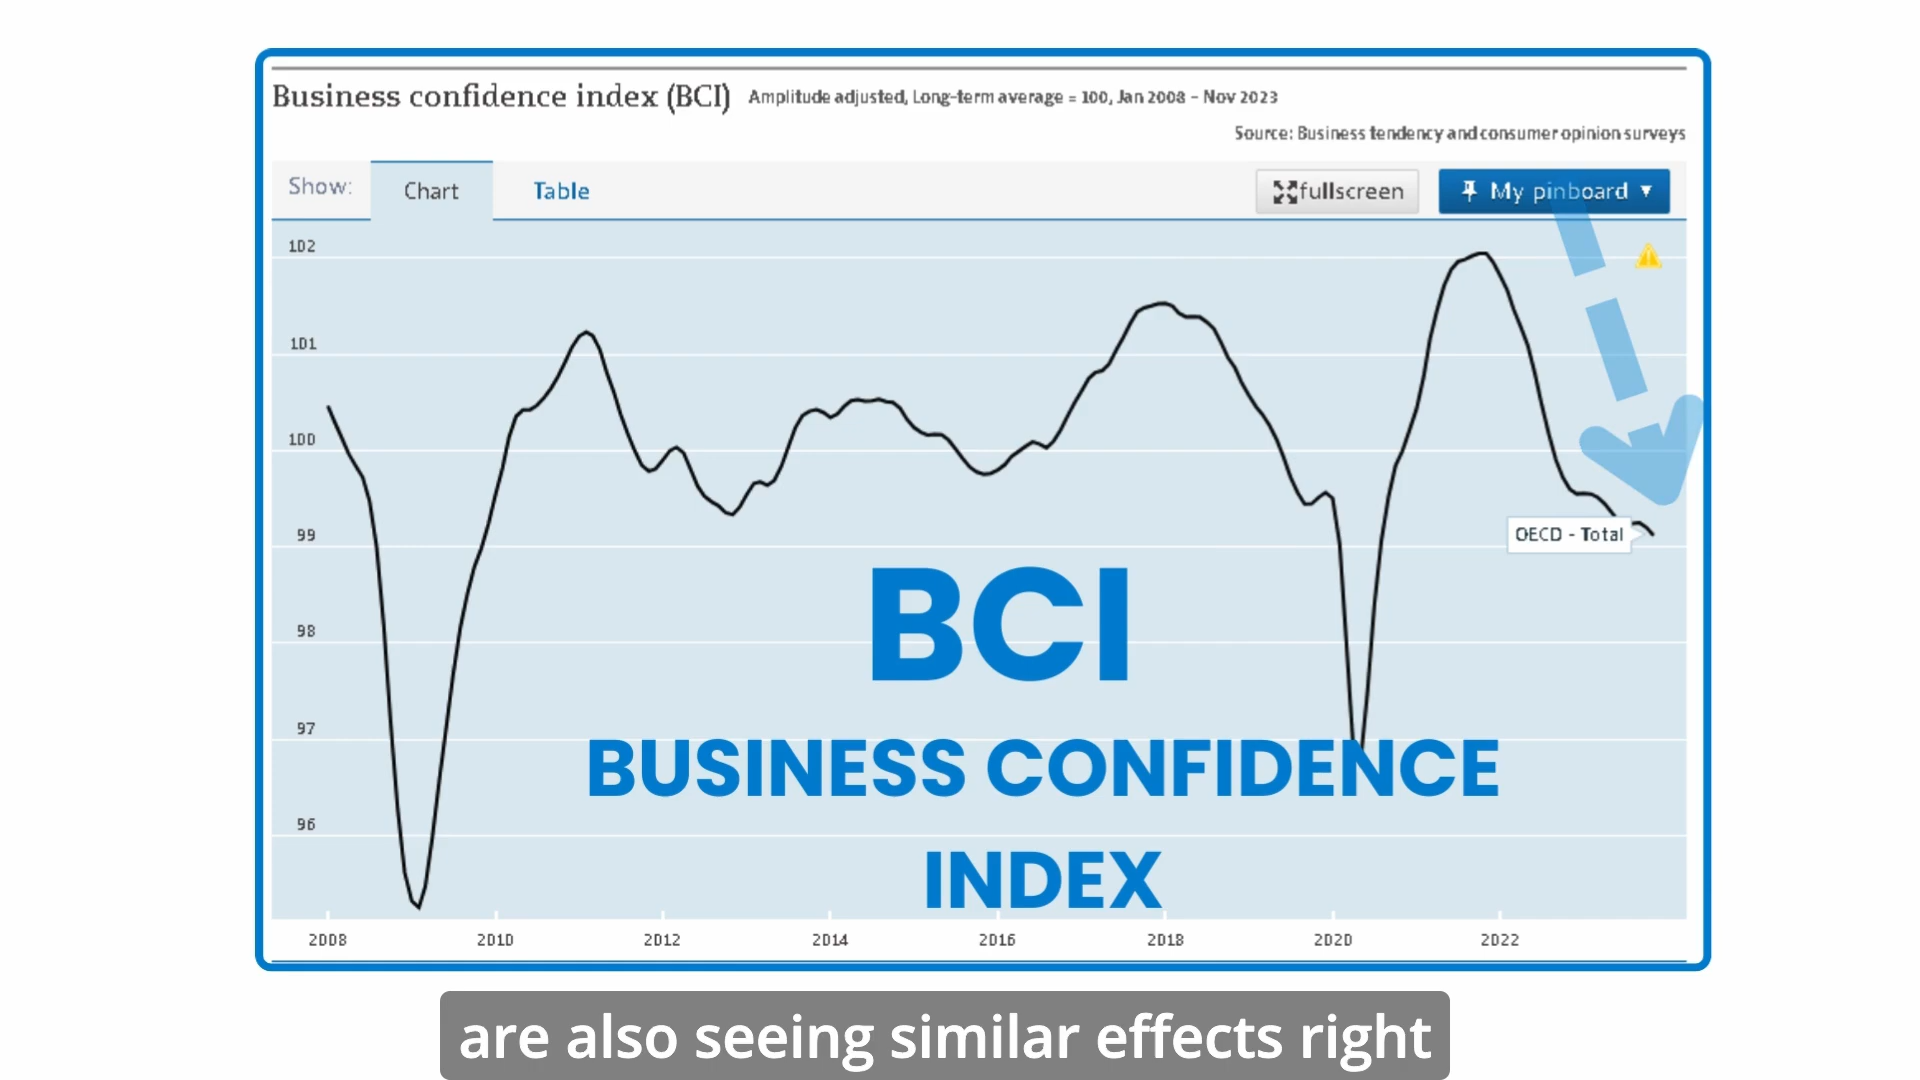 Business confidence index (BCI) Amplitude adjusted, Long-term average = 100, Jan 2008 – Nov 2023
Source: Business tendency and consumer opinion surveys
Show: Chart Table fullscreen My pinboard ▼
102
101
100
99
OECD - Total
98
97
96
BCI
BUSINESS CONFIDENCE
INDEX
2008 2010 2012 2014 2016 2018 2020 2022
are also seeing similar effects right